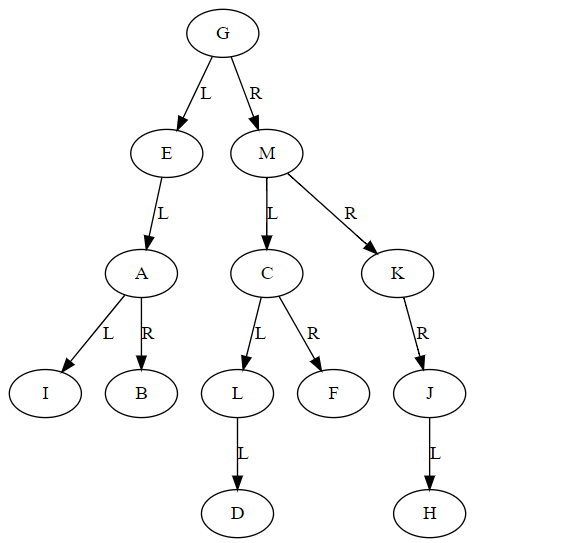 G
L R
E M
L L R
A C K
L R L R R
I B L F J
L L
D H